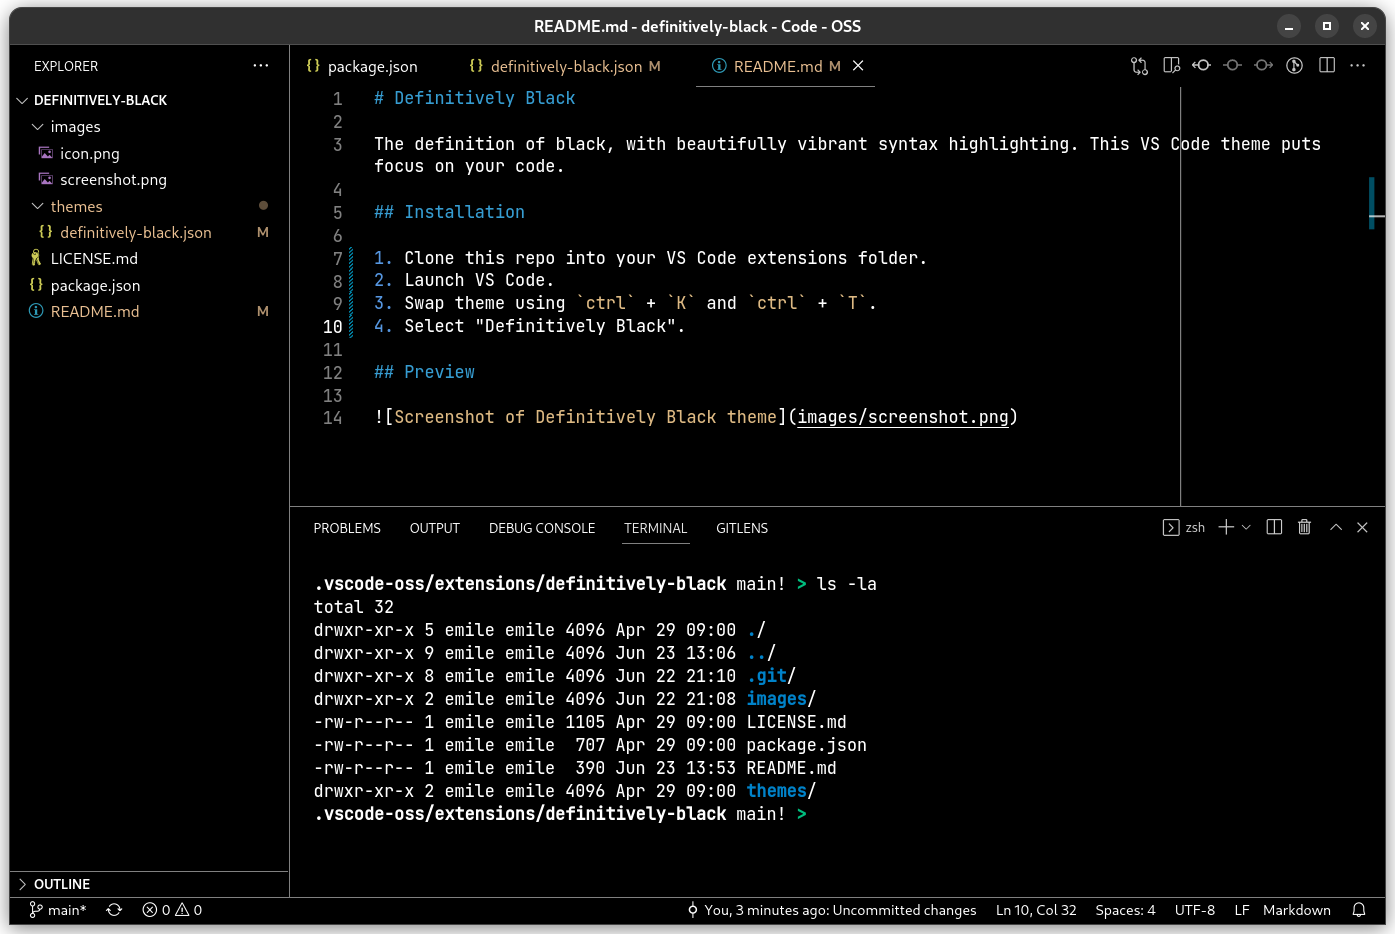 README.md - definitively-black - Code - OSS
EXPLORER
DEFINITIVELY-BLACK
images
icon.png
screenshot.png
themes
{} definitively-black.json M
LICENSE.md
{} package.json
README.md M
OUTLINE
{} package.json
{} definitively-black.json M
README.md M
1 # Definitively Black
2
3 The definition of black, with beautifully vibrant syntax highlighting. This VS Code theme puts
focus on your code.
4
5 ## Installation
6
7 1. Clone this repo into your VS Code extensions folder.
8 2. Launch VS Code.
9 3. Swap theme using `ctrl` + `K` and `ctrl` + `T`.
10 4. Select "Definitively Black".
11
12 ## Preview
13
14 ![Screenshot of Definitively Black theme](images/screenshot.png)
PROBLEMS OUTPUT DEBUG CONSOLE TERMINAL GITLENS
zsh
.vscode-oss/extensions/definitively-black main! > ls -la
total 32
drwxr-xr-x 5 emile emile 4096 Apr 29 09:00 ./
drwxr-xr-x 9 emile emile 4096 Jun 23 13:06 ../
drwxr-xr-x 8 emile emile 4096 Jun 22 21:10 .git/
drwxr-xr-x 2 emile emile 4096 Jun 22 21:08 images/
-rw-r--r-- 1 emile emile 1105 Apr 29 09:00 LICENSE.md
-rw-r--r-- 1 emile emile  707 Apr 29 09:00 package.json
-rw-r--r-- 1 emile emile  390 Jun 23 13:53 README.md
drwxr-xr-x 2 emile emile 4096 Apr 29 09:00 themes/
.vscode-oss/extensions/definitively-black main! >
main* 0 0 You, 3 minutes ago: Uncommitted changes Ln 10, Col 32 Spaces: 4 UTF-8 LF Markdown